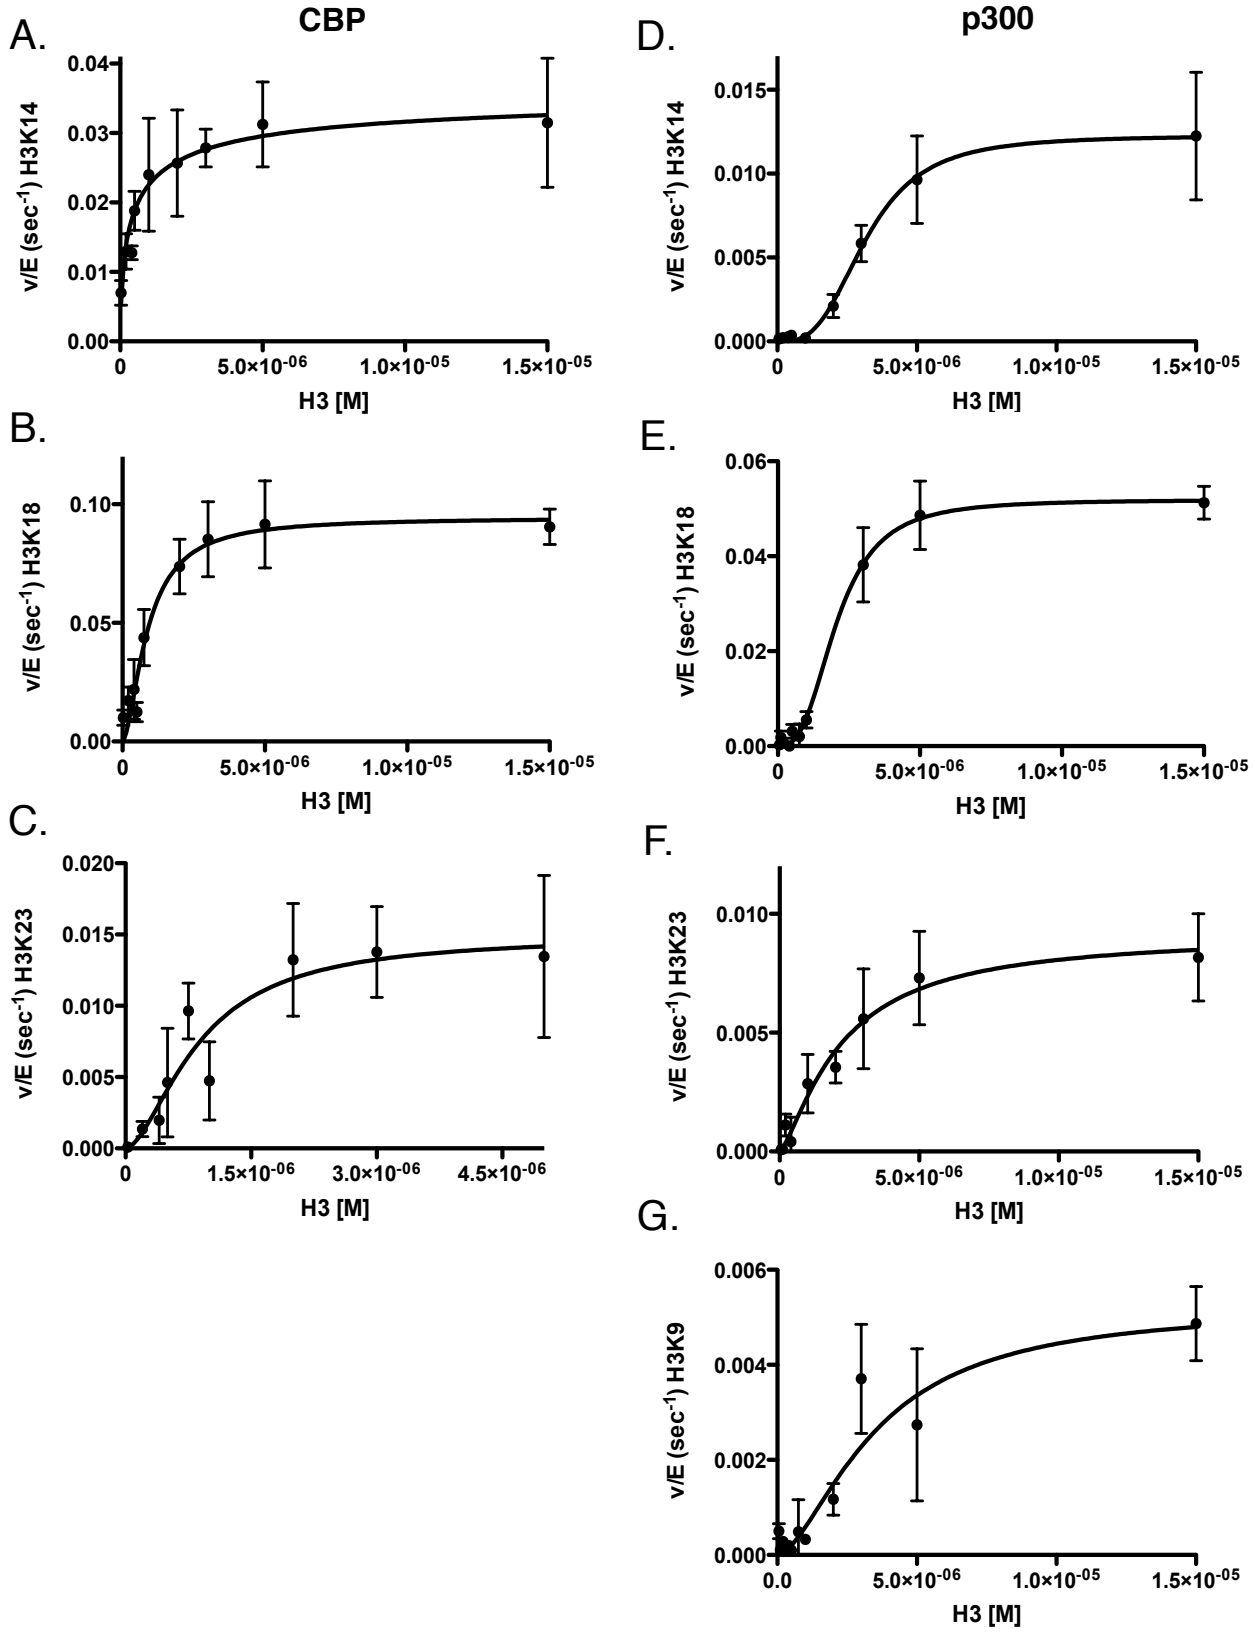 CBP
p300
A.
v/E (sec⁻¹) H3K14
0.04
0.03
0.02
0.01
0.00
0 5.0×10⁻⁰⁶ 1.0×10⁻⁰⁵ 1.5×10⁻⁰⁵
H3 [M]
B.
v/E (sec⁻¹) H3K18
0.10
0.05
0.00
0 5.0×10⁻⁰⁶ 1.0×10⁻⁰⁵ 1.5×10⁻⁰⁵
H3 [M]
C.
v/E (sec⁻¹) H3K23
0.020
0.015
0.010
0.005
0.000
0 1.5×10⁻⁰⁶ 3.0×10⁻⁰⁶ 4.5×10⁻⁰⁶
H3 [M]
D.
v/E (sec⁻¹) H3K14
0.015
0.010
0.005
0.000
0 5.0×10⁻⁰⁶ 1.0×10⁻⁰⁵ 1.5×10⁻⁰⁵
H3 [M]
E.
v/E (sec⁻¹) H3K18
0.06
0.04
0.02
0.00
0 5.0×10⁻⁰⁶ 1.0×10⁻⁰⁵ 1.5×10⁻⁰⁵
H3 [M]
F.
v/E (sec⁻¹) H3K23
0.010
0.005
0.000
0 5.0×10⁻⁰⁶ 1.0×10⁻⁰⁵ 1.5×10⁻⁰⁵
H3 [M]
G.
v/E (sec⁻¹) H3K9
0.006
0.004
0.002
0.000
0.0 5.0×10⁻⁰⁶ 1.0×10⁻⁰⁵ 1.5×10⁻⁰⁵
H3 [M]